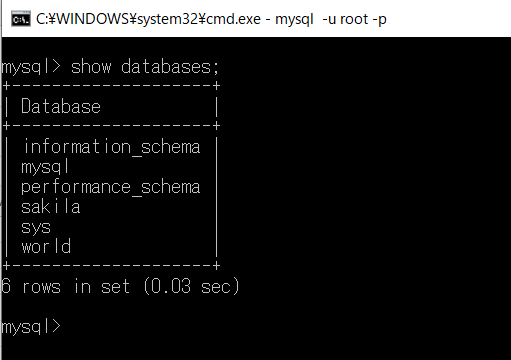 C:¥WINDOWS¥system32¥cmd.exe - mysql  -u root -p
mysql> show databases;
+--------------------+
| Database           |
+--------------------+
| information_schema |
| mysql              |
| performance_schema |
| sakila             |
| sys                |
| world              |
+--------------------+
6 rows in set (0.03 sec)
mysql>